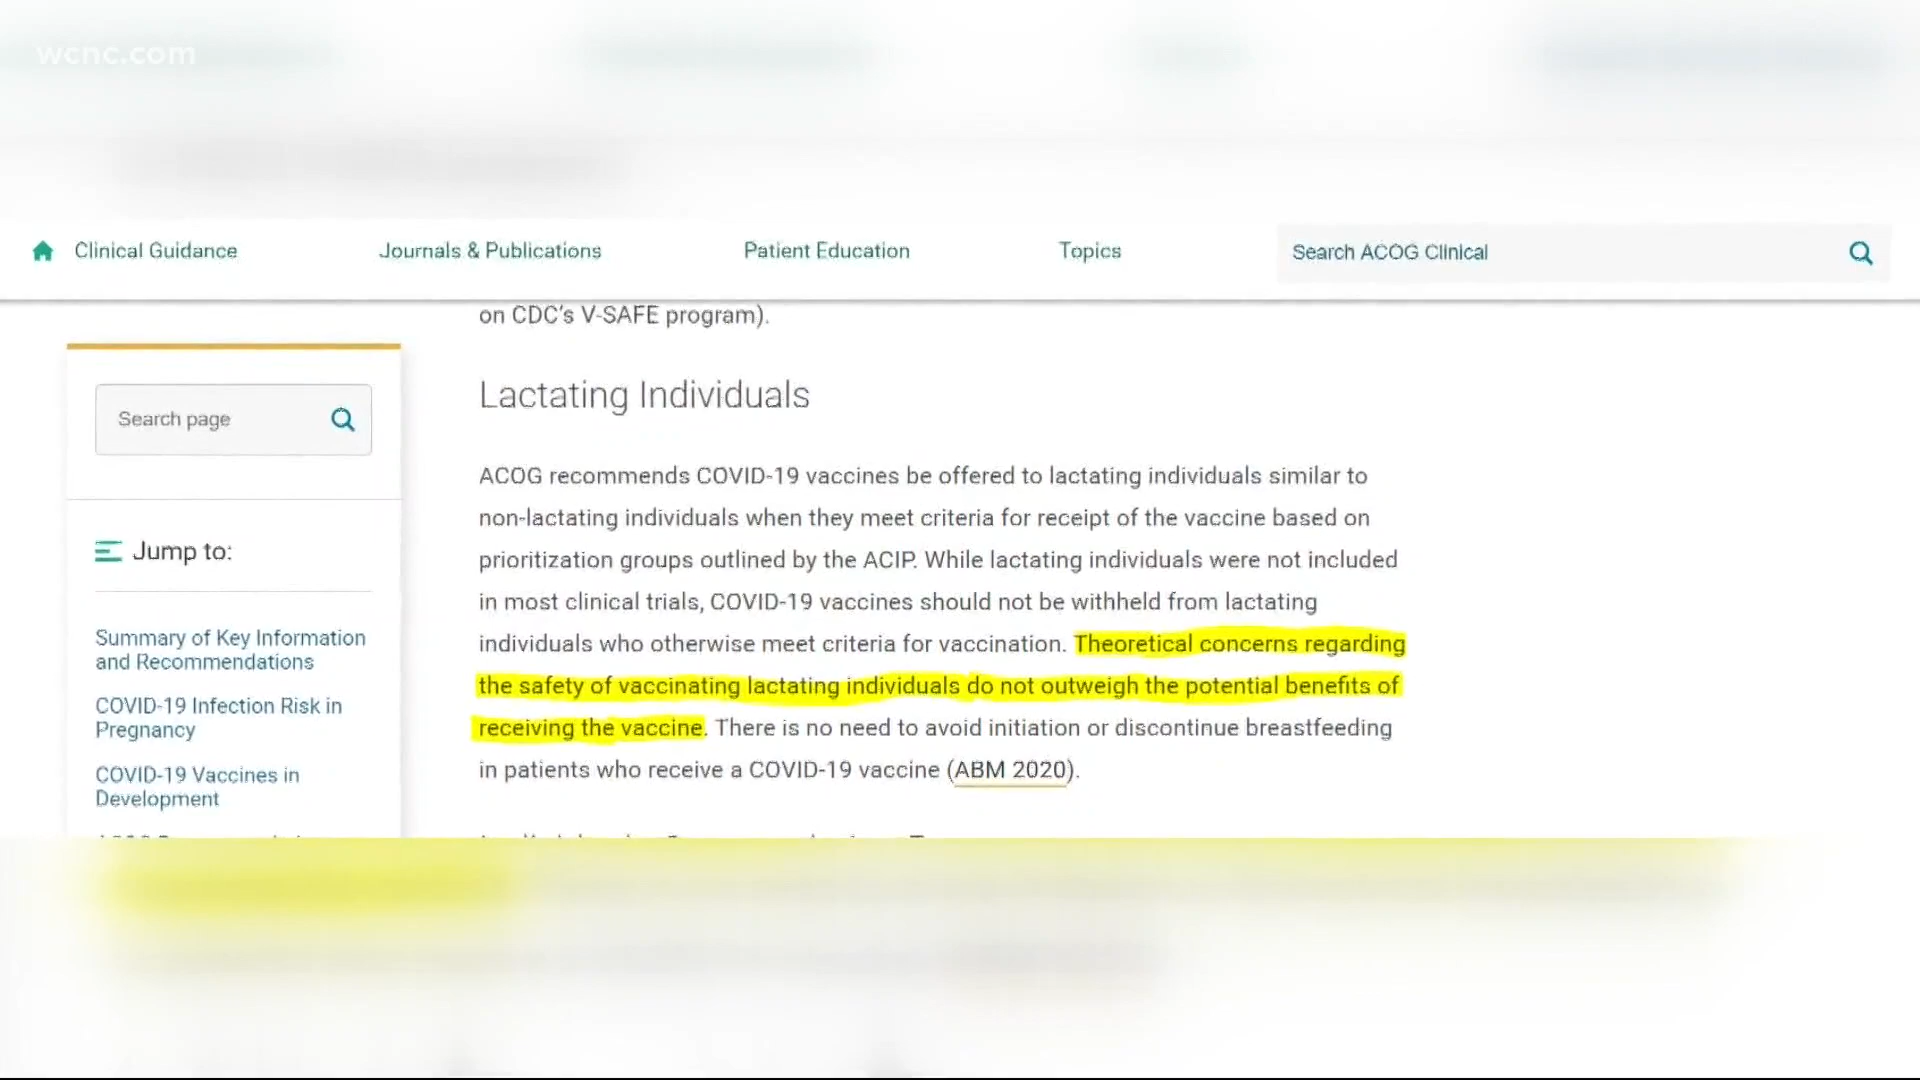 wcnc.com
Clinical Guidance
Journals & Publications
Patient Education
Topics
Search ACOG Clinical
on CDC's V-SAFE program).
Search page
Jump to:
Summary of Key Information
and Recommendations
COVID-19 Infection Risk in
Pregnancy
COVID-19 Vaccines in
Development
Lactating Individuals
ACOG recommends COVID-19 vaccines be offered to lactating individuals similar to
non-lactating individuals when they meet criteria for receipt of the vaccine based on
prioritization groups outlined by the ACIP. While lactating individuals were not included
in most clinical trials, COVID-19 vaccines should not be withheld from lactating
individuals who otherwise meet criteria for vaccination. Theoretical concerns regarding
the safety of vaccinating lactating individuals do not outweigh the potential benefits of
receiving the vaccine. There is no need to avoid initiation or discontinue breastfeeding
in patients who receive a COVID-19 vaccine (ABM 2020).